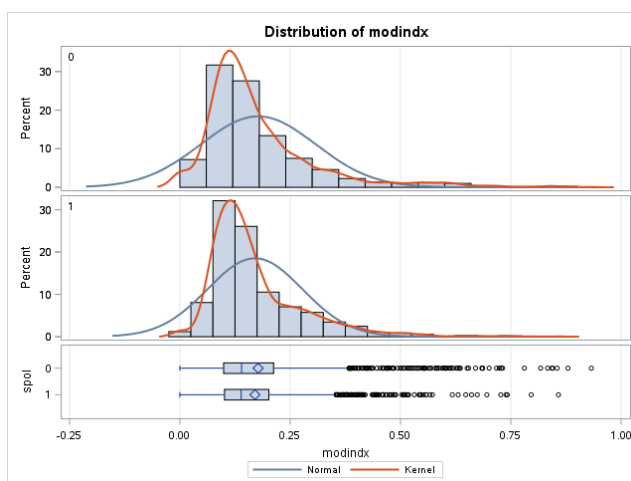 Distribution of modindx
0
30
20
10
0
Percent
1
30
20
10
0
Percent
0
1
spol
-0.25 0.00 0.25 0.50 0.75 1.00
modindx
Normal Kernel